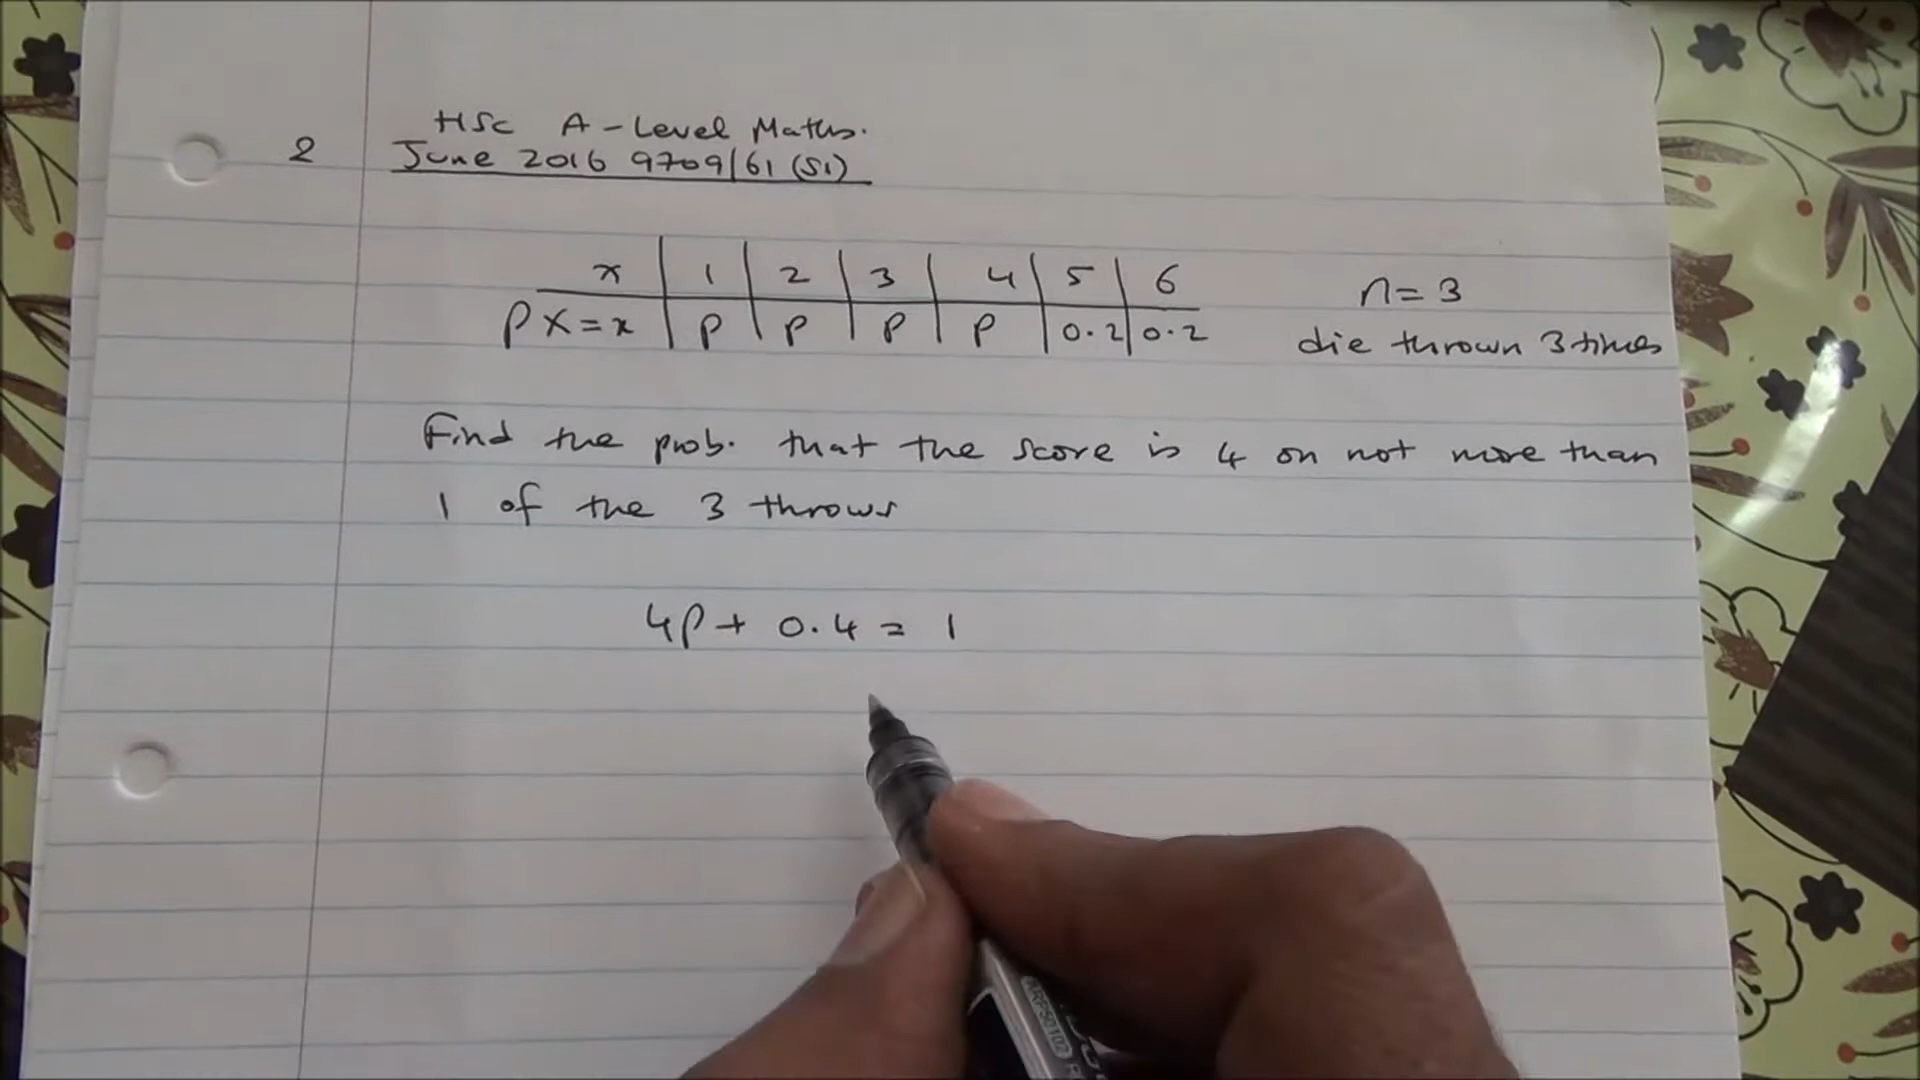 HSC A-Level Maths.
2 June 2016 9709/61 (S1)
x 1 2 3 4 5 6
P X = x P P P P 0.2 0.2
n = 3
die thrown 3 times
Find the prob. that the score is 4 on not more than
1 of the 3 throws
4P + 0.4 = 1